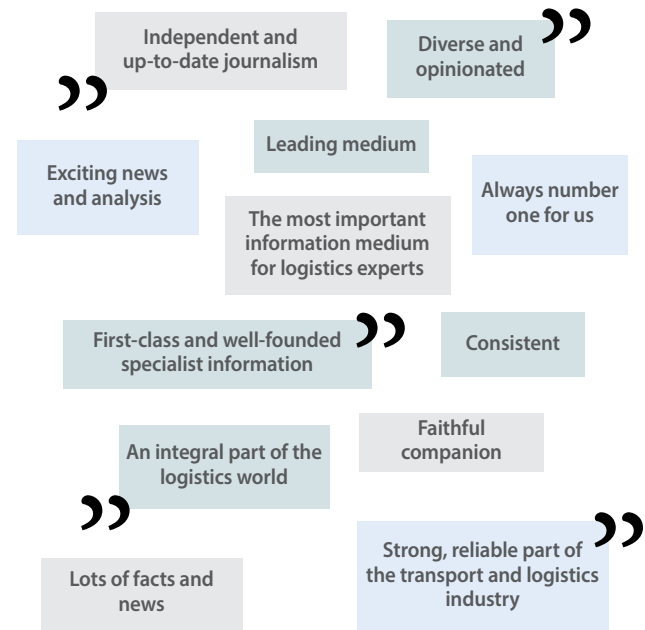 Independent and
up-to-date journalism
Diverse and
opinionated
Leading medium
Exciting news
and analysis
Always number
one for us
The most important
information medium
for logistics experts
First-class and well-founded
specialist information
Consistent
Faithful
companion
An integral part of the
logistics world
Strong, reliable part of
the transport and logistics
industry
Lots of facts and
news